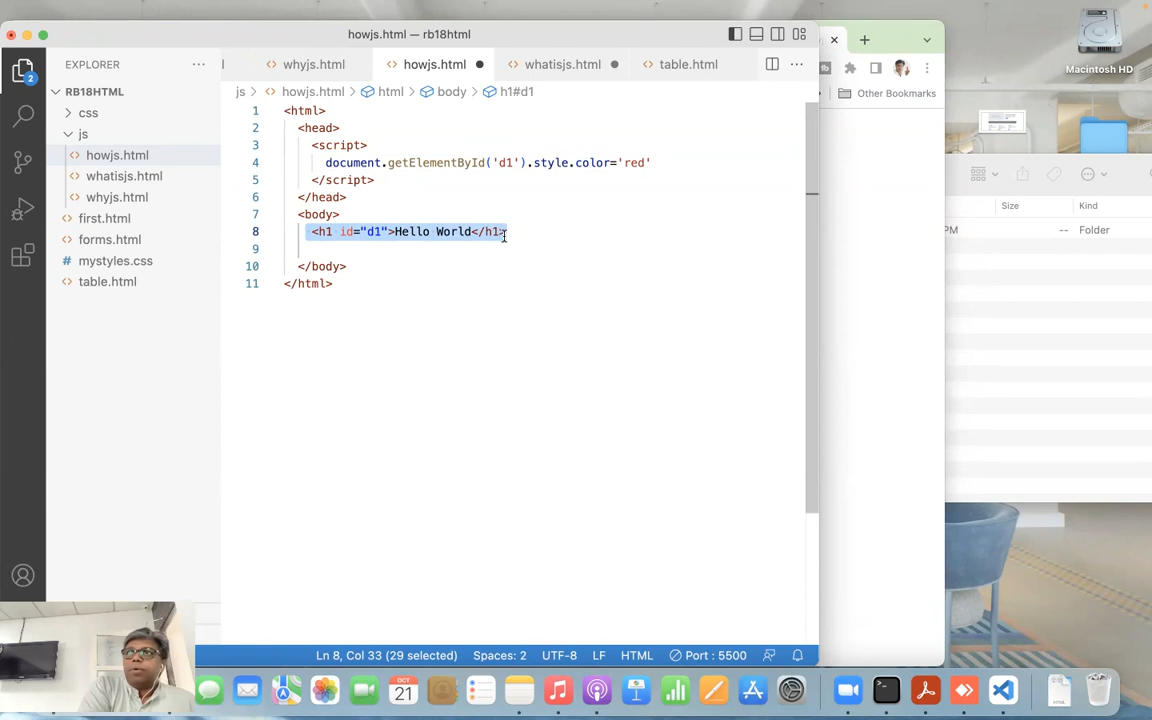 howjs.html — rb18html
EXPLORER
whyjs.html
howjs.html
whatisjs.html
table.html
js > howjs.html > html > body > h1#d1
RB18HTML
css
js
howjs.html
whatisjs.html
whyjs.html
first.html
forms.html
mystyles.css
table.html
1 <html>
2 <head>
3 <script>
4 document.getElementById('d1').style.color='red'
5 </script>
6 </head>
7 <body>
8 <h1 id="d1">Hello World</h1>
9
10 </body>
11 </html>
2
Other Bookmarks
Macintosh HD
Size
Kind
PM
-- Folder
Ln 8, Col 33 (29 selected)
Spaces: 2
UTF-8
LF
HTML
Port : 5500
OCT
21